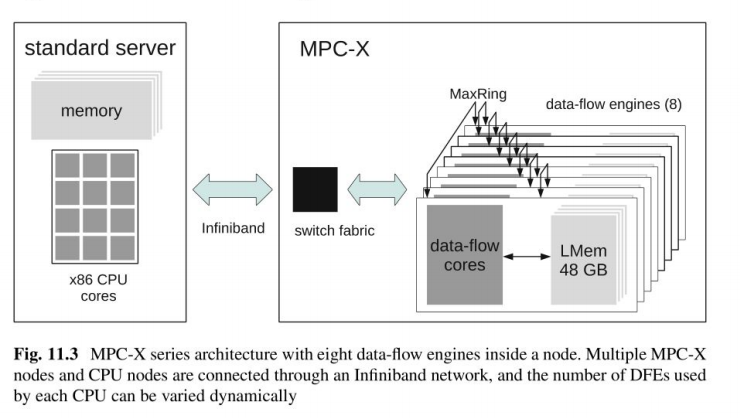 standard server
memory
x86 CPU
cores
Infiniband
MPC-X
switch fabric
MaxRing
data-flow engines (8)
data-flow
cores
LMem
48 GB
Fig. 11.3 MPC-X series architecture with eight data-flow engines inside a node. Multiple MPC-X
nodes and CPU nodes are connected through an Infiniband network, and the number of DFEs used
by each CPU can be varied dynamically